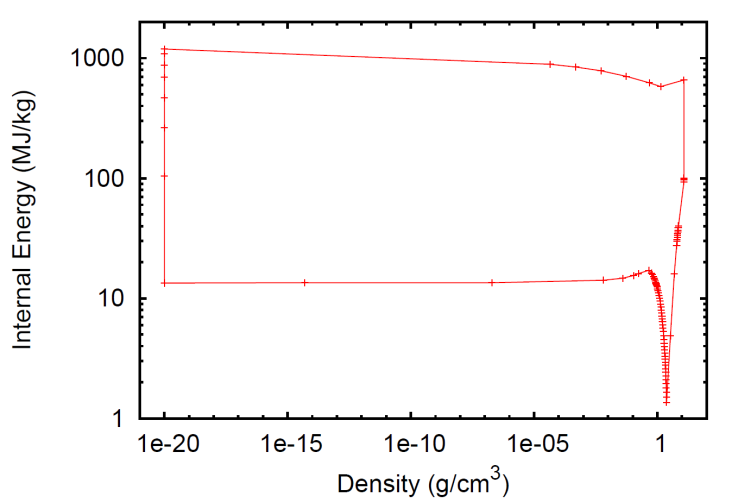 Internal Energy (MJ/kg)
1000
100
10
1
1e-20 1e-15 1e-10 1e-05 1
Density (g/cm³)